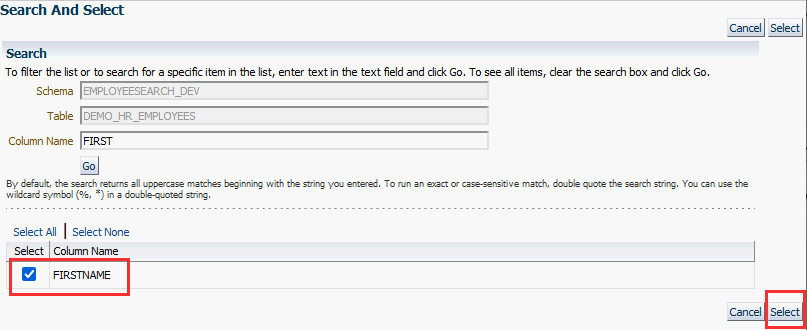 Search And Select
Cancel Select
Search
To filter the list or to search for a specific item in the list, enter text in the text field and click Go. To see all items, clear the search box and click Go.
Schema EMPLOYEESEARCH_DEV
Table DEMO_HR_EMPLOYEES
Column Name FIRST
Go
By default, the search returns all uppercase matches beginning with the string you entered. To run an exact or case-sensitive match, double quote the search string. You can use the
wildcard symbol (%, *) in a double-quoted string.
Select All | Select None
Select Column Name
FIRSTNAME
Cancel Select